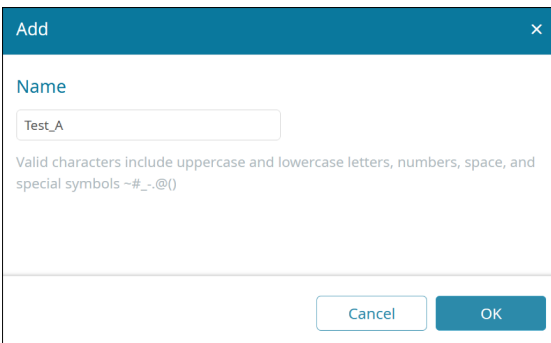 Add ×
Name
Test_A
Valid characters include uppercase and lowercase letters, numbers, space, and
special symbols ~#_-.@()
Cancel OK